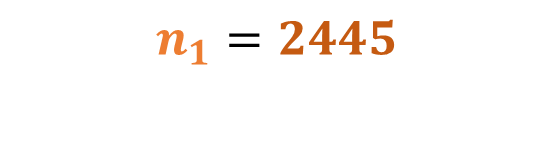 n₁ = 2445